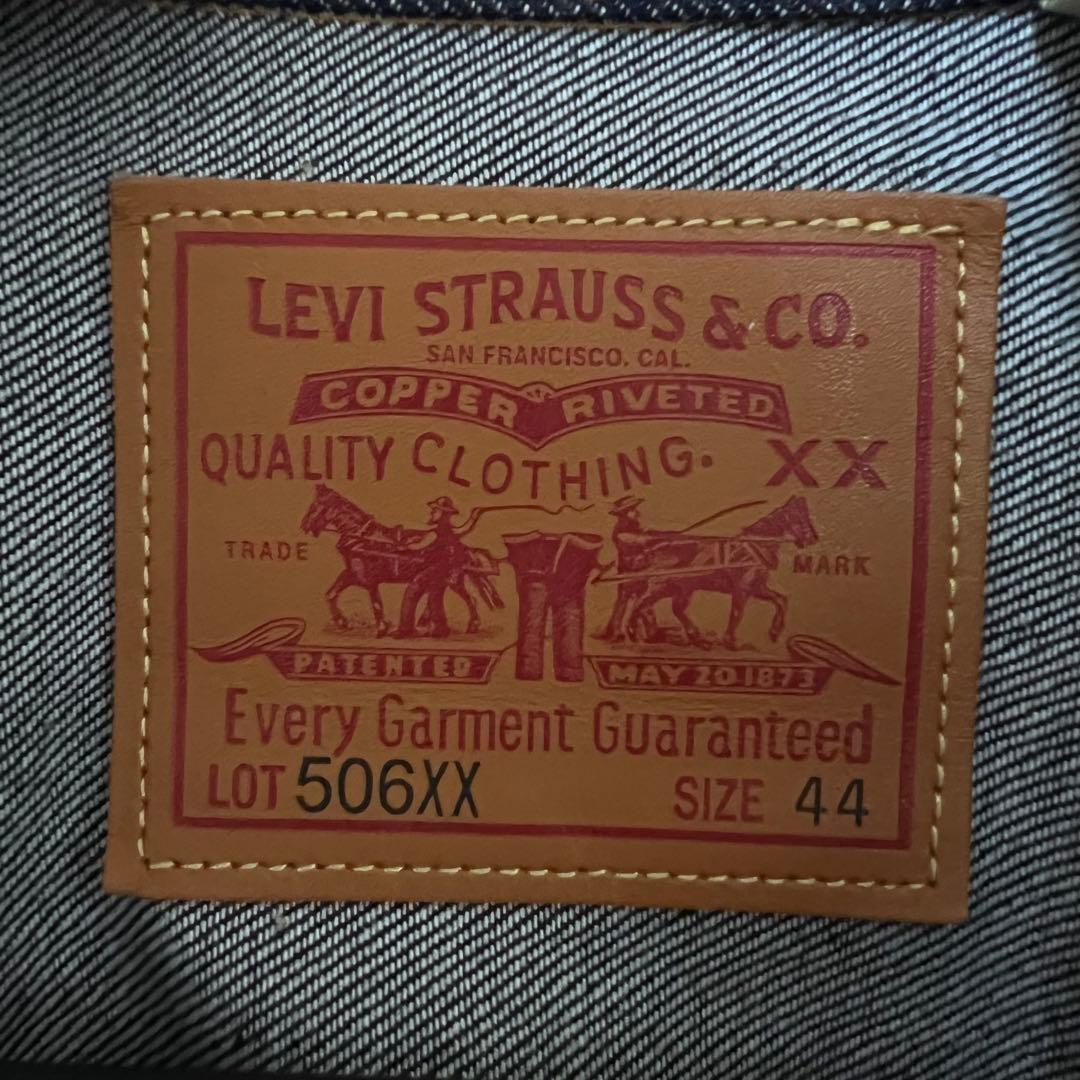 LEVI STRAUSS & CO.
SAN FRANCISCO, CAL.
COPPER RIVETED
QUALITY CLOTHING. XX
TRADE MARK
PATENTED MAY 20 1873
Every Garment Guaranteed
LOT 506XX SIZE 44